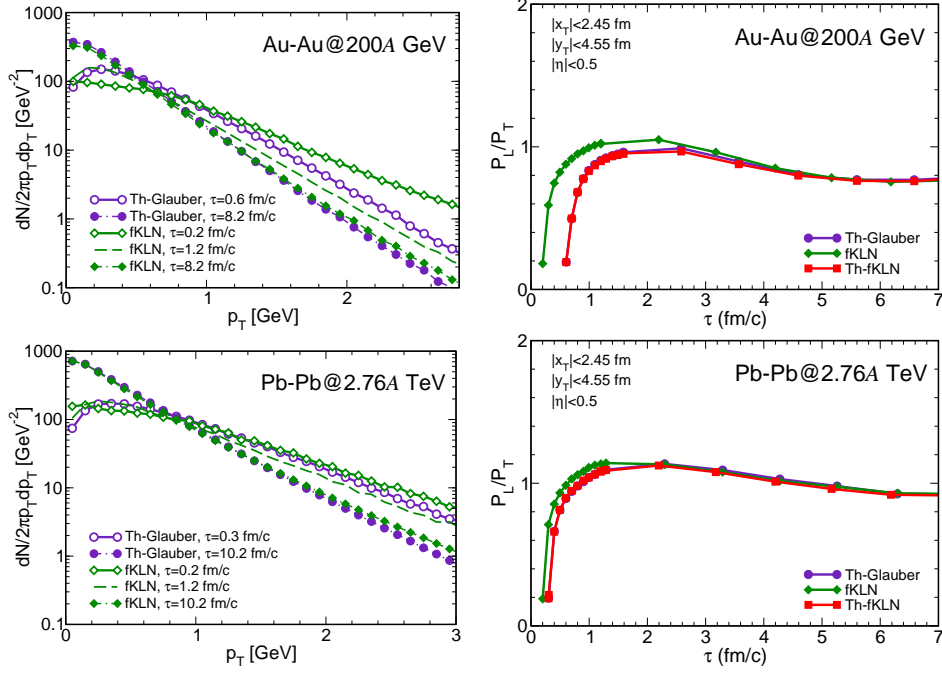 1000
100
10
1
0.1
dN/2πp_Tdp_T [GeV^-2]
Au-Au@200A GeV
Th-Glauber, τ=0.6 fm/c
Th-Glauber, τ=8.2 fm/c
fKLN, τ=0.2 fm/c
fKLN, τ=1.2 fm/c
fKLN, τ=8.2 fm/c
0 1 2
p_T [GeV]
2
1
0
P_L/P_T
|x_T|<2.45 fm
|y_T|<4.55 fm
|η|<0.5
Au-Au@200A GeV
Th-Glauber
fKLN
Th-fKLN
0 1 2 3 4 5 6 7
τ (fm/c)
1000
100
10
1
0.1
dN/2πp_Tdp_T [GeV^-2]
Pb-Pb@2.76A TeV
Th-Glauber, τ=0.3 fm/c
Th-Glauber, τ=10.2 fm/c
fKLN, τ=0.2 fm/c
fKLN, τ=1.2 fm/c
fKLN, τ=10.2 fm/c
0 1 2 3
p_T [GeV]
2
1
0
P_L/P_T
|x_T|<2.45 fm
|y_T|<4.55 fm
|η|<0.5
Pb-Pb@2.76A TeV
Th-Glauber
fKLN
Th-fKLN
0 1 2 3 4 5 6 7
τ (fm/c)